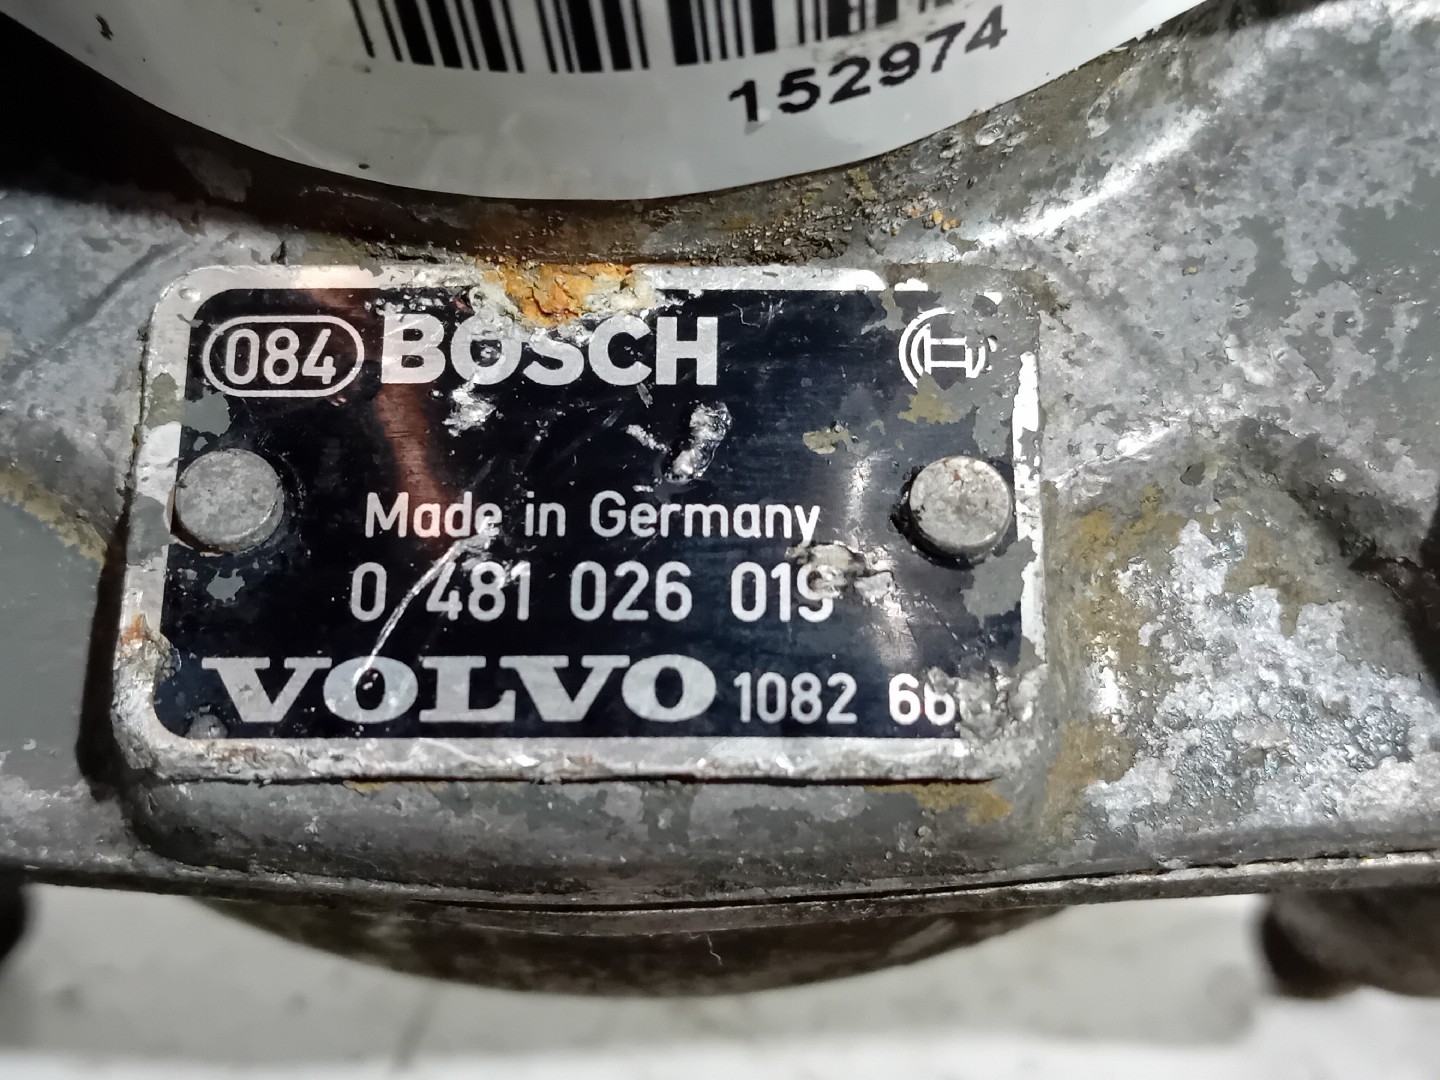 152974
084 BOSCH
Made in Germany
0 481 026 019
VOLVO 1082